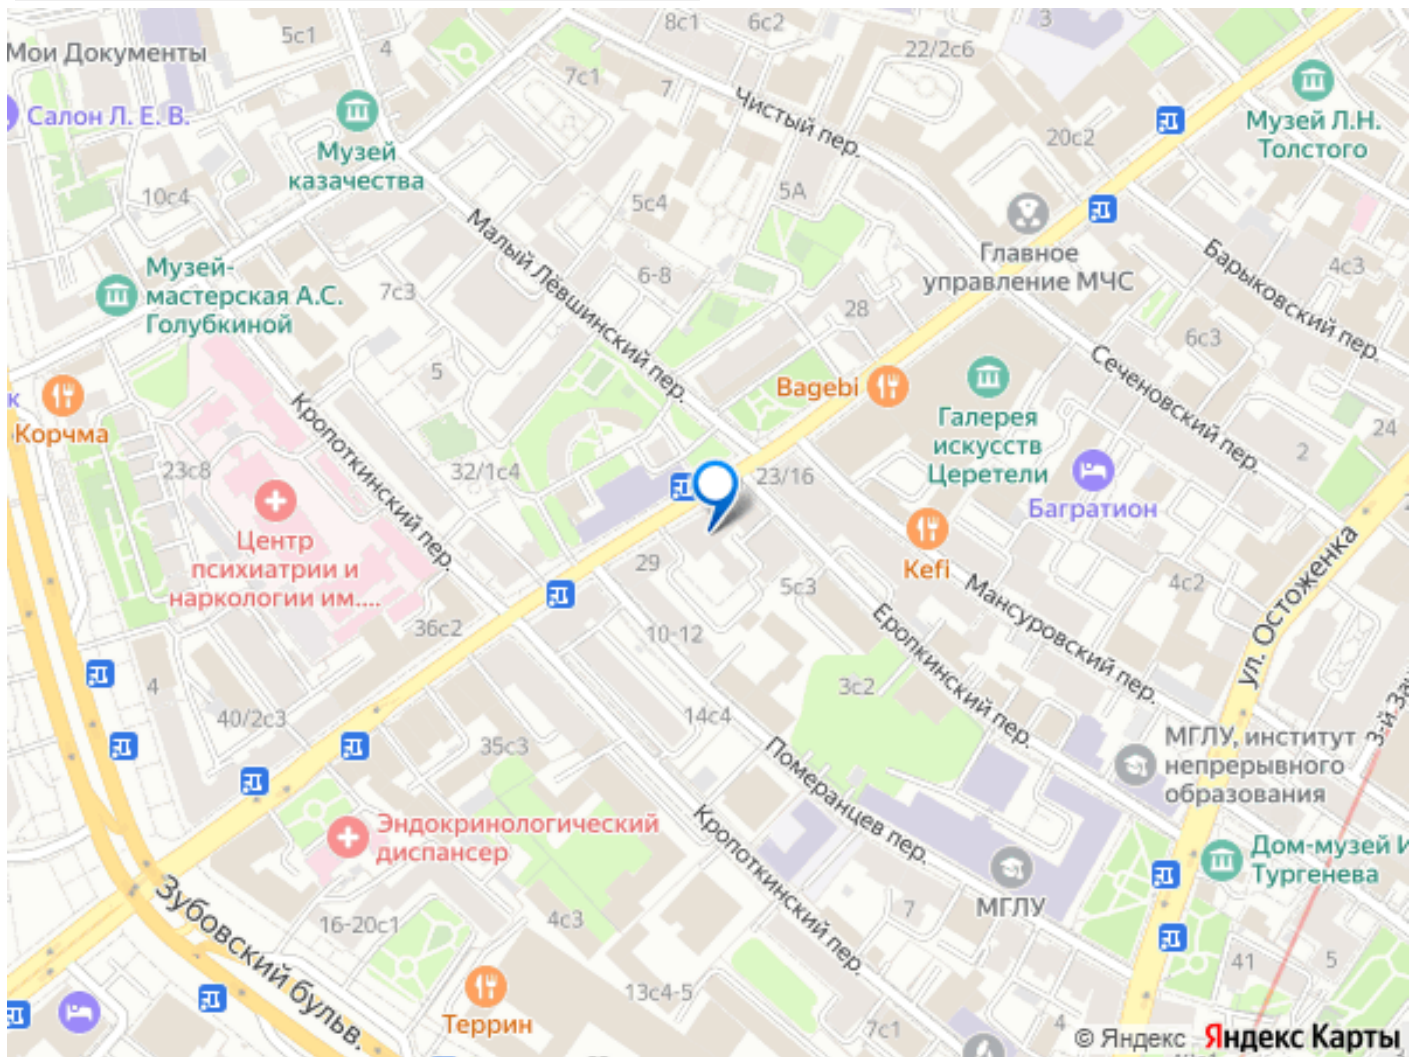 5с1
4
8с1
6с2
3
22/2с6
Мои Документы
7с1
7
Салон Л. Е. В.
Музей
казачества
Чистый пер.
20с2
Музей Л.Н.
Толстого
10с4
5с4
5А
Малый Лёвшинский пер.
Главное
управление МЧС
Барыковский пер.
4с3
Музей-
мастерская А.С.
Голубкиной
7с3
6-8
28
6с3
Сеченовский пер.
5
Bagebi
Галерея
искусств
Церетели
24
2
к
Корчма
Кропоткинский пер.
23с8
32/1с4
23/16
Багратион
Центр
психиатрии и
наркологии им....
29
5с3
Kefi
Мансуровский пер.
4с2
ул. Остоженка
36с2
10-12
Еропкинский пер.
3с2
4
40/2с3
14с4
35с3
Померанцев пер.
МГЛУ, институт
непрерывного
образования
3-й Зач
Эндокринологический
диспансер
Кропоткинский пер.
Дом-музей И
Тургенева
МГЛУ
7
Зубовский бульв.
16-20с1
4с3
41
5
13с4-5
Террин
7с1
4
© Яндекс Яндекс Карты